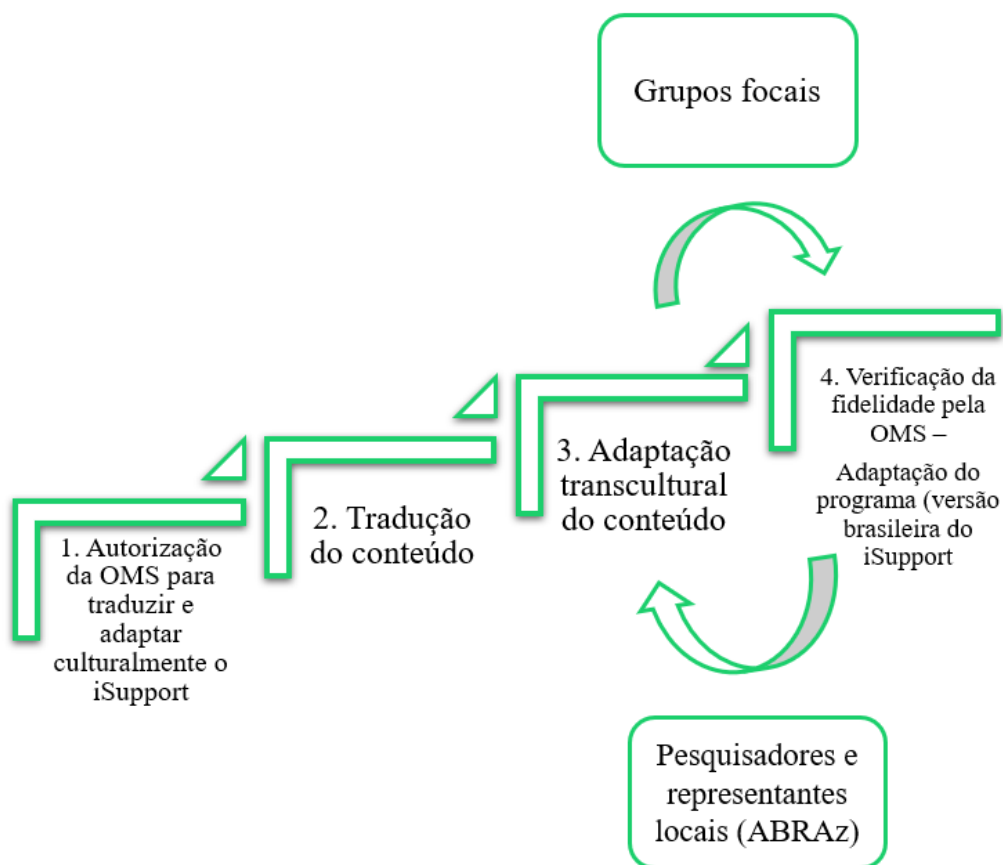 Grupos focais
1. Autorização
da OMS para
traduzir e
adaptar
culturalmente o
iSupport
2. Tradução
do conteúdo
3. Adaptação
transcultural
do conteúdo
4. Verificação da
fidelidade pela
OMS –
Adaptação do
programa (versão
brasileira do
iSupport
Pesquisadores e
representantes
locais (ABRAz)